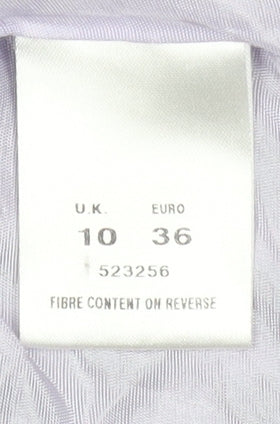 U.K. EURO
10 36
523256
FIBRE CONTENT ON REVERSE